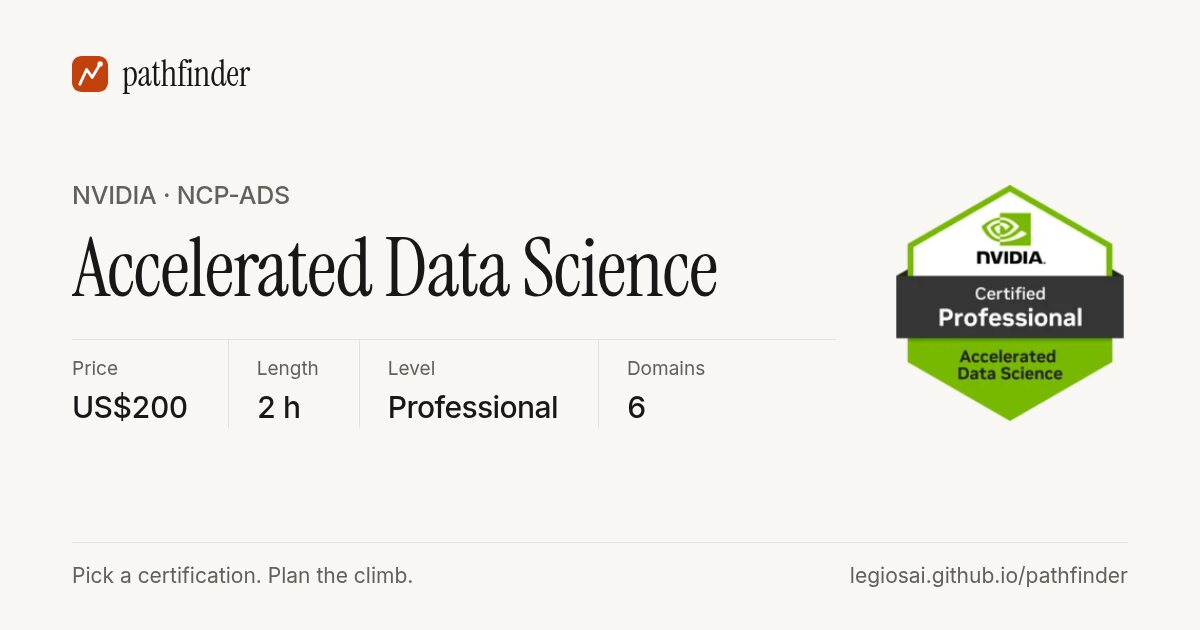 pathfinder
NVIDIA · NCP-ADS
Accelerated Data Science
Price
US$200
Length
2 h
Level
Professional
Domains
6
NVIDIA.
Certified
Professional
Accelerated
Data Science
Pick a certification. Plan the climb.
legiosai.github.io/pathfinder